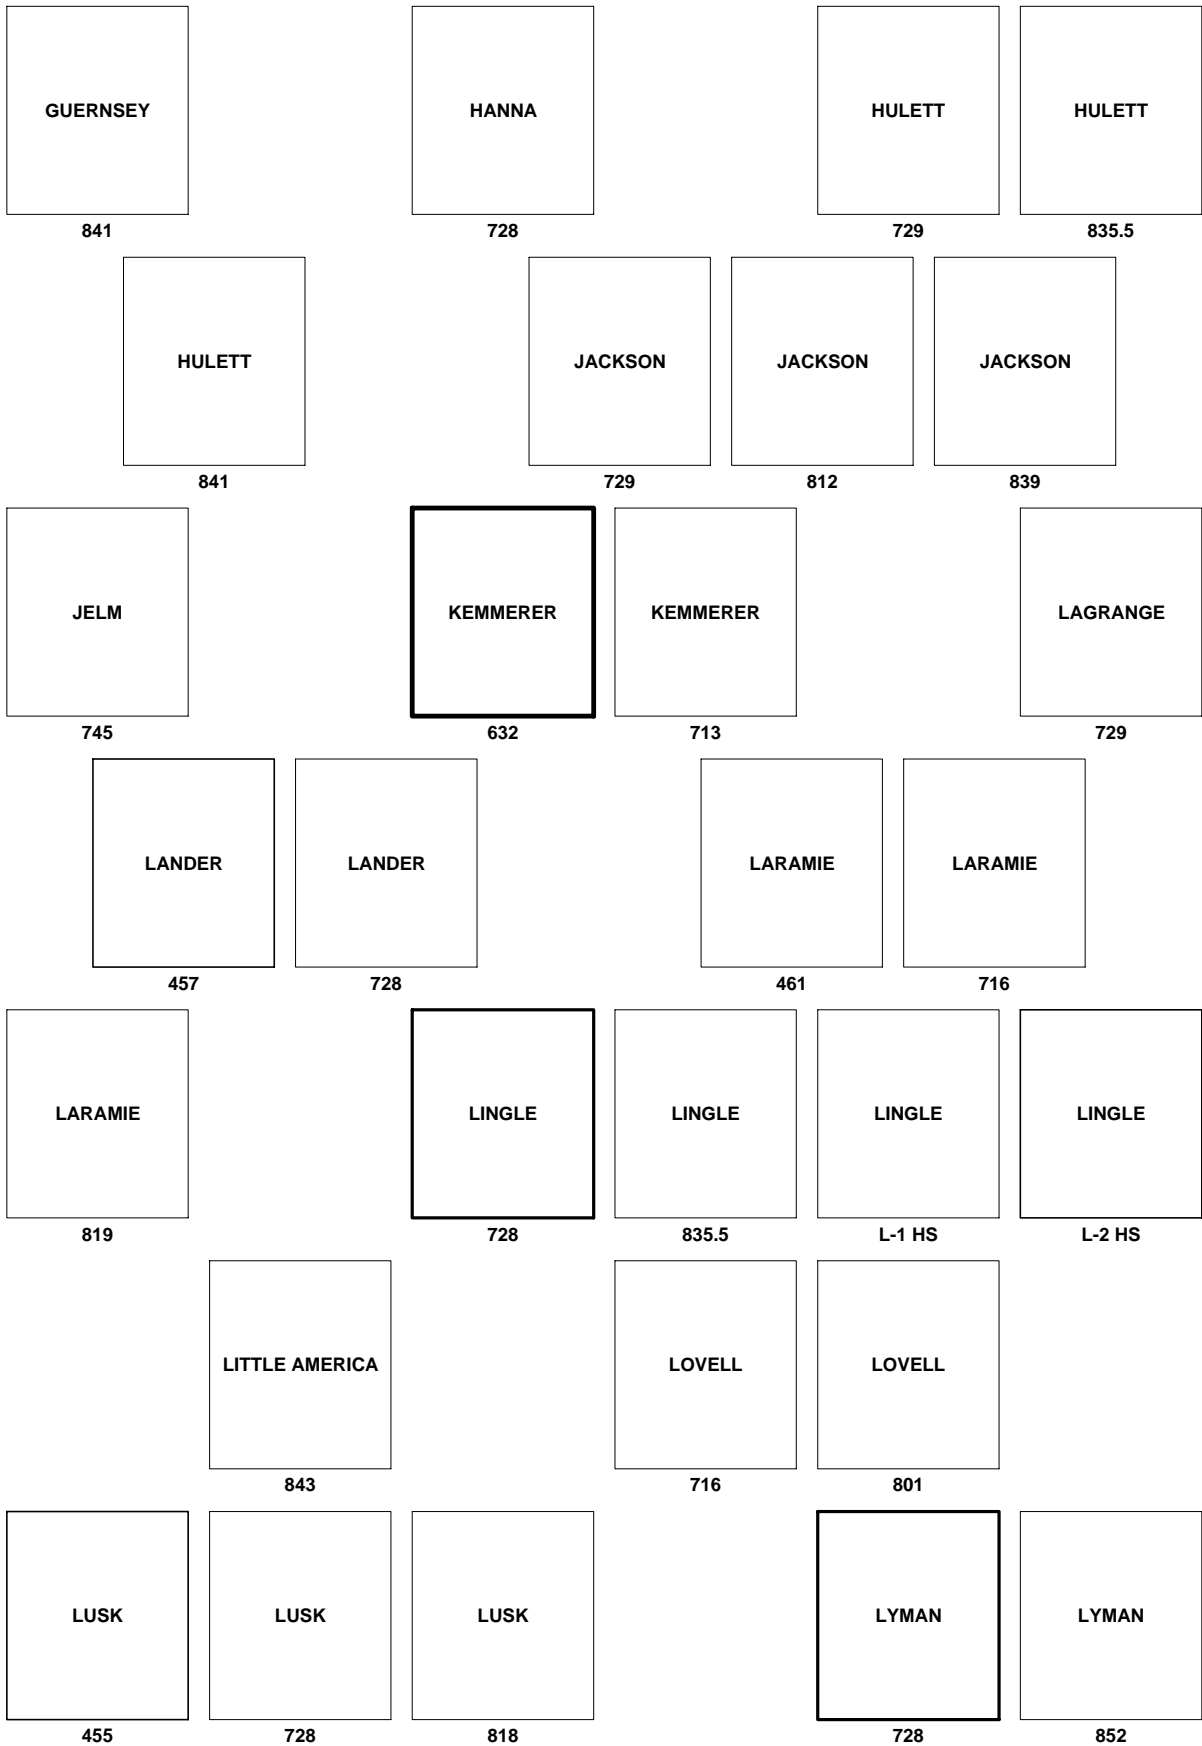 GUERNSEY HANNA HULETT HULETT
841 728 729 835.5
HULETT JACKSON JACKSON JACKSON
841 729 812 839
JELM KEMMERER KEMMERER LAGRANGE
745 632 713 729
LANDER LANDER LARAMIE LARAMIE
457 728 461 716
LARAMIE LINGLE LINGLE LINGLE LINGLE
819 728 835.5 L-1 HS L-2 HS
LITTLE AMERICA LOVELL LOVELL
843 716 801
LUSK LUSK LUSK LYMAN LYMAN
455 728 818 728 852